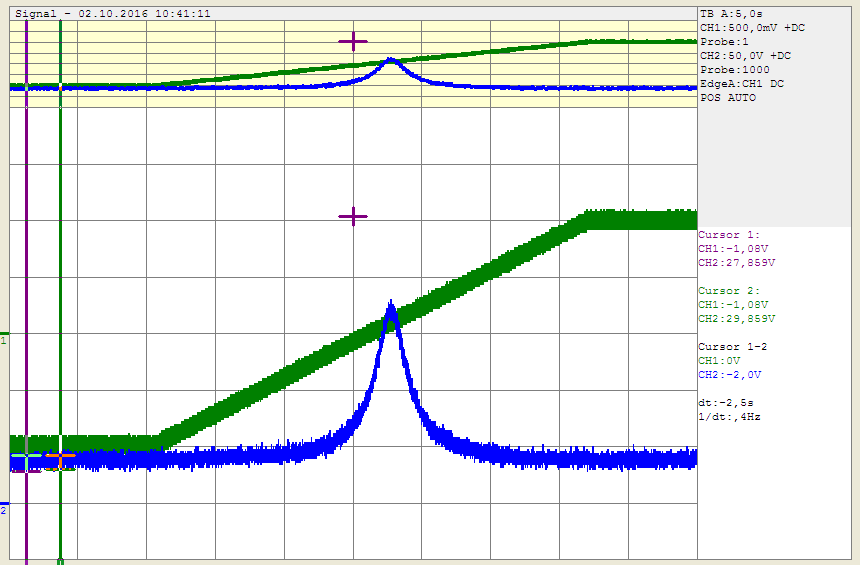 Signal - 02.10.2016 10:41:11
TB A:5,0s
CH1:500,0mV +DC
Probe:1
CH2:50,0V +DC
Probe:1000
EdgeA:CH1 DC
POS AUTO
Cursor 1:
CH1:-1,08V
CH2:27,859V
Cursor 2:
CH1:-1,08V
CH2:29,859V
1
Cursor 1-2
CH1:0V
CH2:-2,0V
dt:-2,5s
1/dt:,4Hz
2